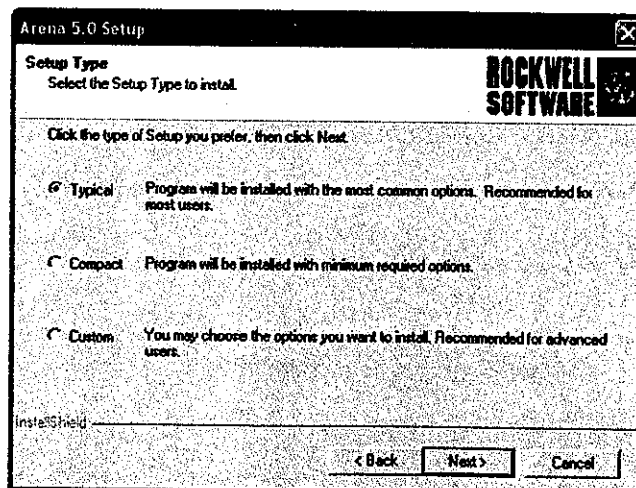 Arena 5.0 Setup
Setup Type
Select the Setup Type to install.
ROCKWELL
SOFTWARE
Click the type of Setup you prefer, then click Next.
Typical Program will be installed with the most common options. Recommended for
most users.
Compact Program will be installed with minimum required options.
Custom You may choose the options you want to install. Recommended for advanced
users.
InstallShield
< Back Next > Cancel